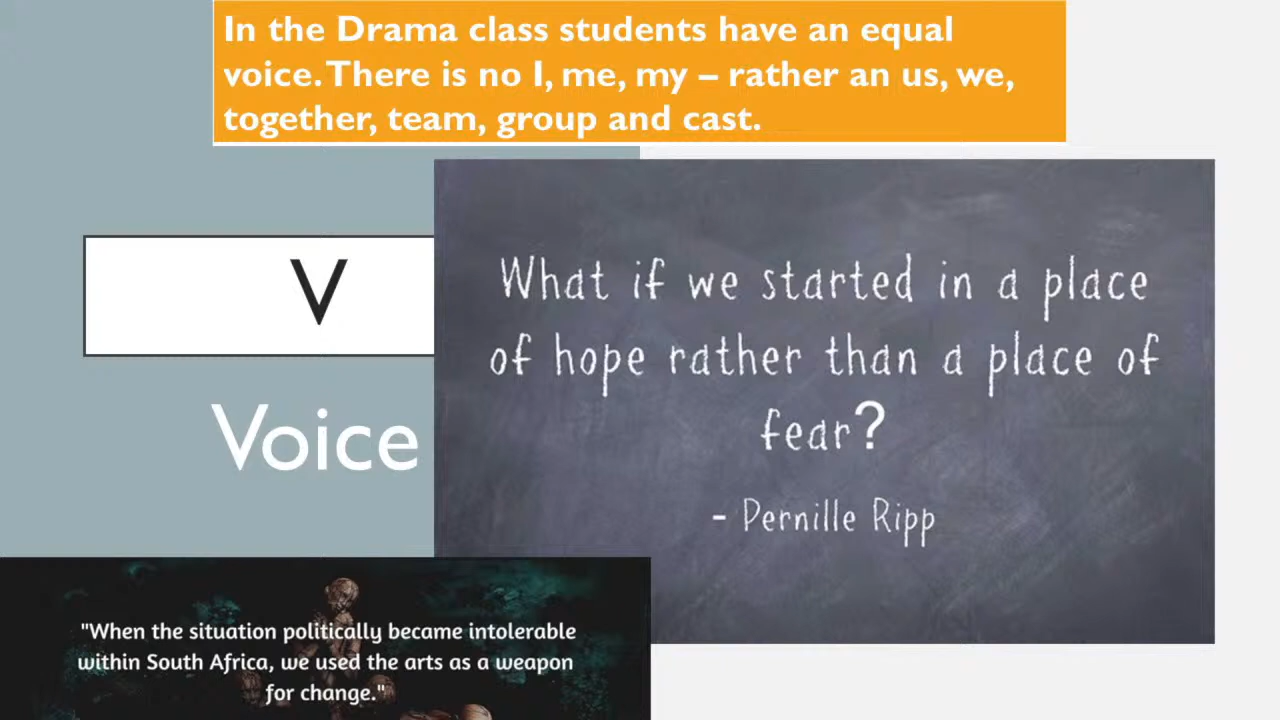 In the Drama class students have an equal
voice. There is no I, me, my – rather an us, we,
together, team, group and cast.
V
Voice
What if we started in a place
of hope rather than a place of
fear?
- Pernille Ripp
"When the situation politically became intolerable
within South Africa, we used the arts as a weapon
for change."